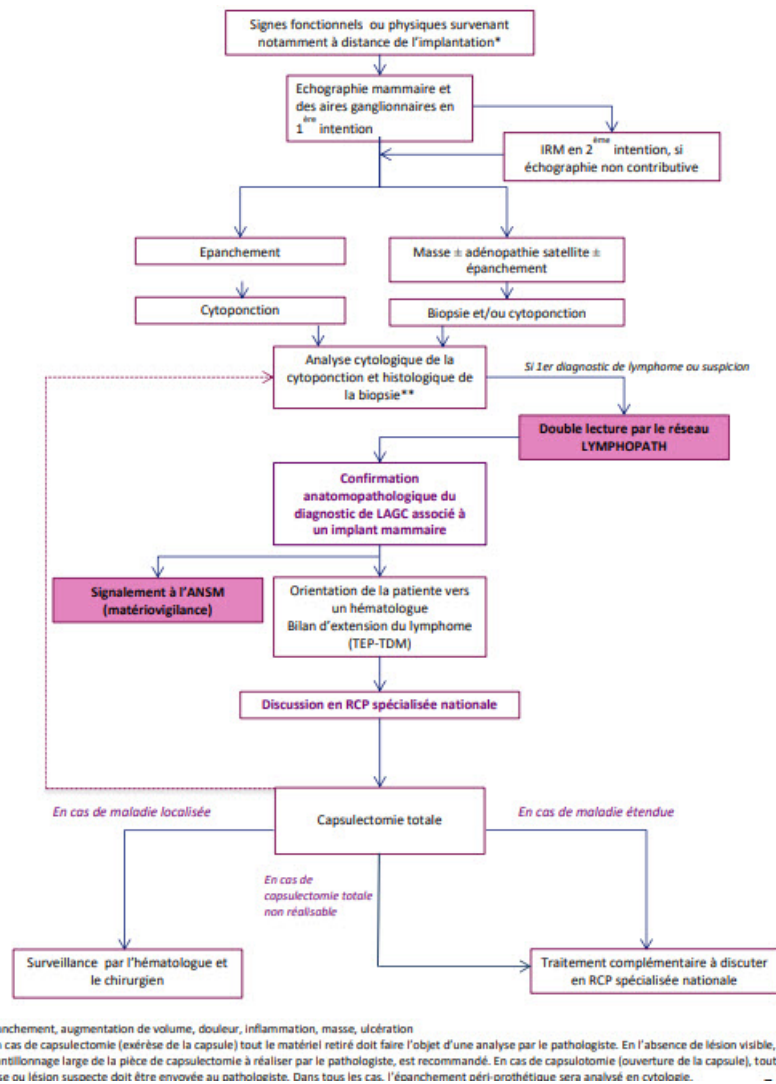 Signes fonctionnels ou physiques survenant
notamment à distance de l'implantation*
Echographie mammaire et
des aires ganglionnaires en
1ère intention
IRM en 2ème intention, si
échographie non contributive
Epanchement
Masse ± adénopathie satellite ±
épanchement
Cytoponction
Biopsie et/ou cytoponction
Analyse cytologique de la
cytoponction et histologique de
la biopsie**
Si 1er diagnostic de lymphome ou suspicion
Double lecture par le réseau
LYMPHOPATH
Confirmation
anatomopathologique du
diagnostic de LAGC associé à
un implant mammaire
Signalement à l'ANSM
(matériovigilance)
Orientation de la patiente vers
un hématologue
Bilan d'extension du lymphome
(TEP-TDM)
Discussion en RCP spécialisée nationale
En cas de maladie localisée
Capsulectomie totale
En cas de maladie étendue
En cas de
capsulectomie totale
non réalisable
Surveillance par l'hématologue et
le chirurgien
Traitement complémentaire à discuter
en RCP spécialisée nationale
nchement, augmentation de volume, douleur, inflammation, masse, ulcération
n cas de capsulectomie (exérèse de la capsule) tout le matériel retiré doit faire l'objet d'une analyse par le pathologiste. En l'absence de lésion visible,
ntillonnage large de la pièce de capsulectomie à réaliser par le pathologiste, est recommandé. En cas de capsulotomie (ouverture de la capsule), tout
se ou lésion suspecte doit être envoyée au pathologiste. Dans tous les cas, l'épanchement péri-prothétique sera analysé en cytologie.